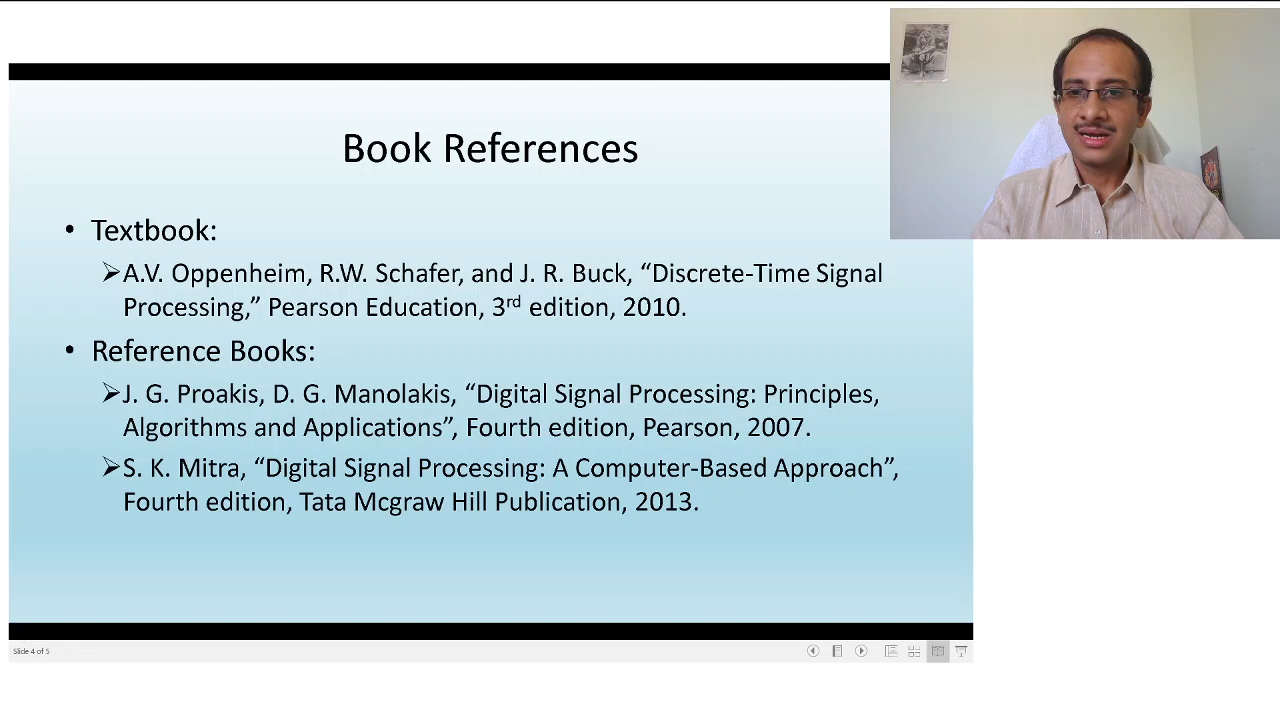 Book References
• Textbook:
➢A.V. Oppenheim, R.W. Schafer, and J. R. Buck, “Discrete-Time Signal
Processing,” Pearson Education, 3rd edition, 2010.
• Reference Books:
➢J. G. Proakis, D. G. Manolakis, “Digital Signal Processing: Principles,
Algorithms and Applications”, Fourth edition, Pearson, 2007.
➢S. K. Mitra, “Digital Signal Processing: A Computer-Based Approach”,
Fourth edition, Tata Mcgraw Hill Publication, 2013.
Slide 4 of 5